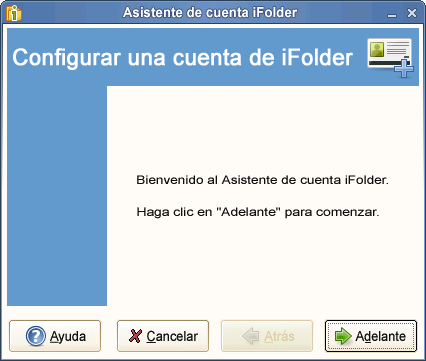 Asistente de cuenta iFolder
Configurar una cuenta de iFolder
Bienvenido al Asistente de cuenta iFolder.
Haga clic en "Adelante" para comenzar.
Ayuda Cancelar Atrás Adelante